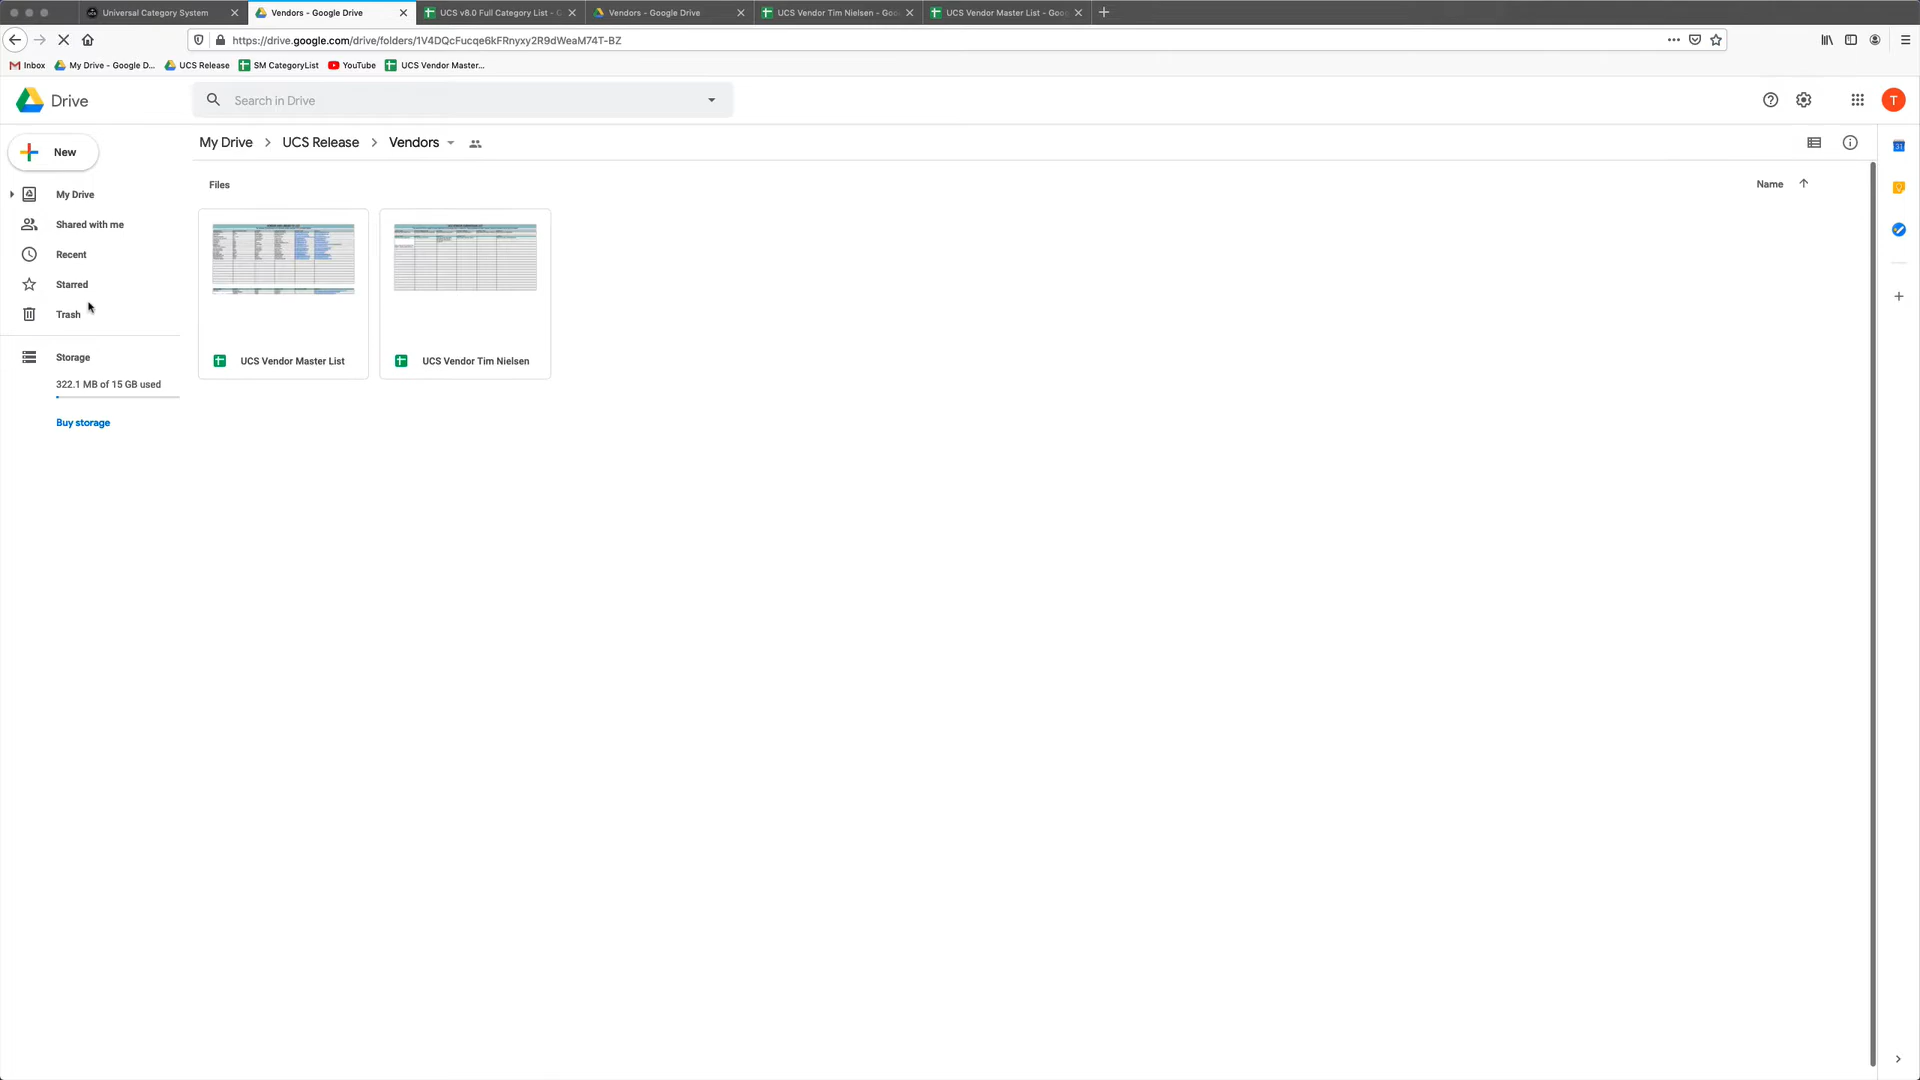 Universal Category System
Vendors - Google Drive
UCS v8.0 Full Category List - G
Vendors - Google Drive
UCS Vendor Tim Nielsen - Goo
UCS Vendor Master List - Goo
https://drive.google.com/drive/folders/1V4DQcFucqe6kFRnyxy2R9dWeaM74T-BZ
Inbox
My Drive - Google D...
UCS Release
SM CategoryList
YouTube
UCS Vendor Master...
Drive
Search in Drive
T
New
My Drive
UCS Release
Vendors
31
My Drive
Shared with me
Recent
Starred
Trash
Storage
322.1 MB of 15 GB used
Buy storage
Files
Name
UCS Vendor Master List
UCS Vendor Tim Nielsen